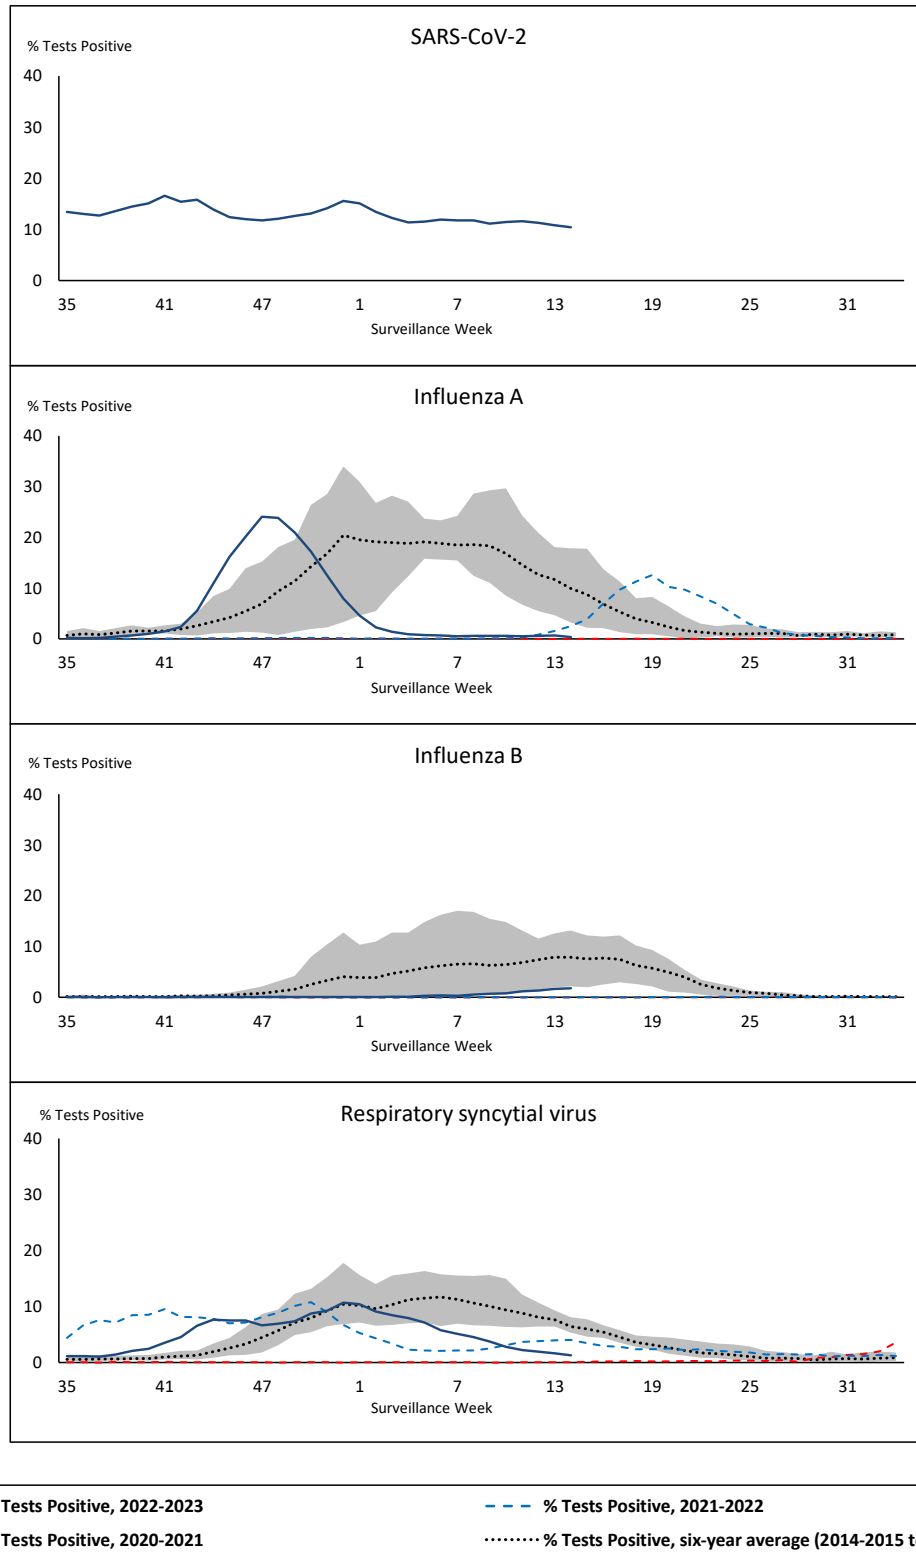 SARS-CoV-2
% Tests Positive
40
30
20
10
0
35 41 47 1 7 13 19 25 31
Surveillance Week
Influenza A
% Tests Positive
40
30
20
10
0
35 41 47 1 7 13 19 25 31
Surveillance Week
Influenza B
% Tests Positive
40
30
20
10
0
35 41 47 1 7 13 19 25 31
Surveillance Week
Respiratory syncytial virus
% Tests Positive
40
30
20
10
0
35 41 47 1 7 13 19 25 31
Surveillance Week
Tests Positive, 2022-2023 % Tests Positive, 2021-2022
Tests Positive, 2020-2021 % Tests Positive, six-year average (2014-2015